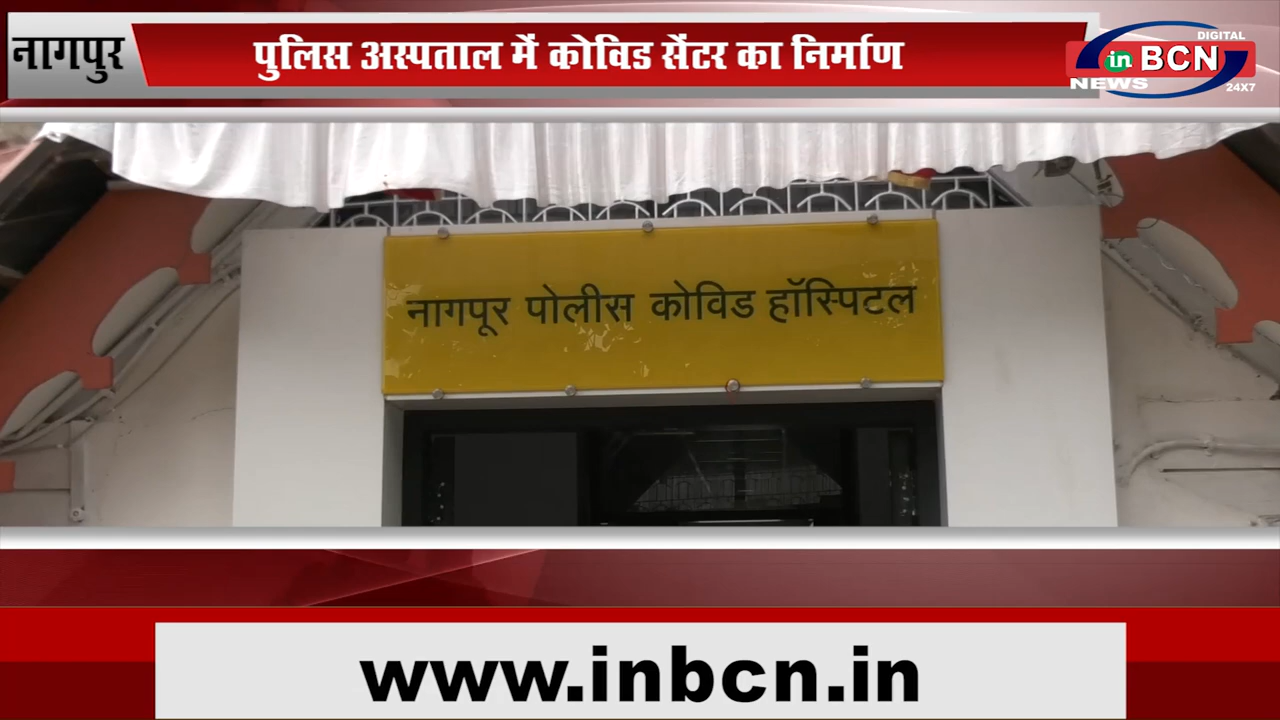 नागपुर
पुलिस अस्पताल में कोविड सेंटर का निर्माण
DIGITAL
in BCN
NEWS
24X7
नागपूर पोलीस कोविड हॉस्पिटल
www.inbcn.in